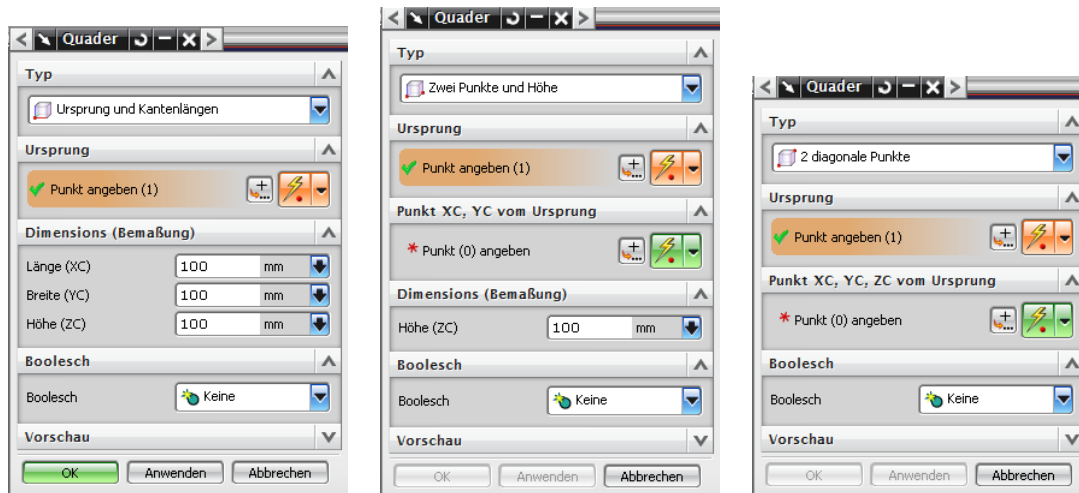 Quader
Typ
Ursprung und Kantenlängen
Ursprung
Punkt angeben (1)
Dimensions (Bemaßung)
Länge (XC) 100 mm
Breite (YC) 100 mm
Höhe (ZC) 100 mm
Boolesch
Boolesch Keine
Vorschau
OK Anwenden Abbrechen
Quader
Typ
Zwei Punkte und Höhe
Ursprung
Punkt angeben (1)
Punkt XC, YC vom Ursprung
* Punkt (0) angeben
Dimensions (Bemaßung)
Höhe (ZC) 100 mm
Boolesch
Boolesch Keine
Vorschau
OK Anwenden Abbrechen
Quader
Typ
2 diagonale Punkte
Ursprung
Punkt angeben (1)
Punkt XC, YC, ZC vom Ursprung
* Punkt (0) angeben
Boolesch
Boolesch Keine
Vorschau
OK Anwenden Abbrechen